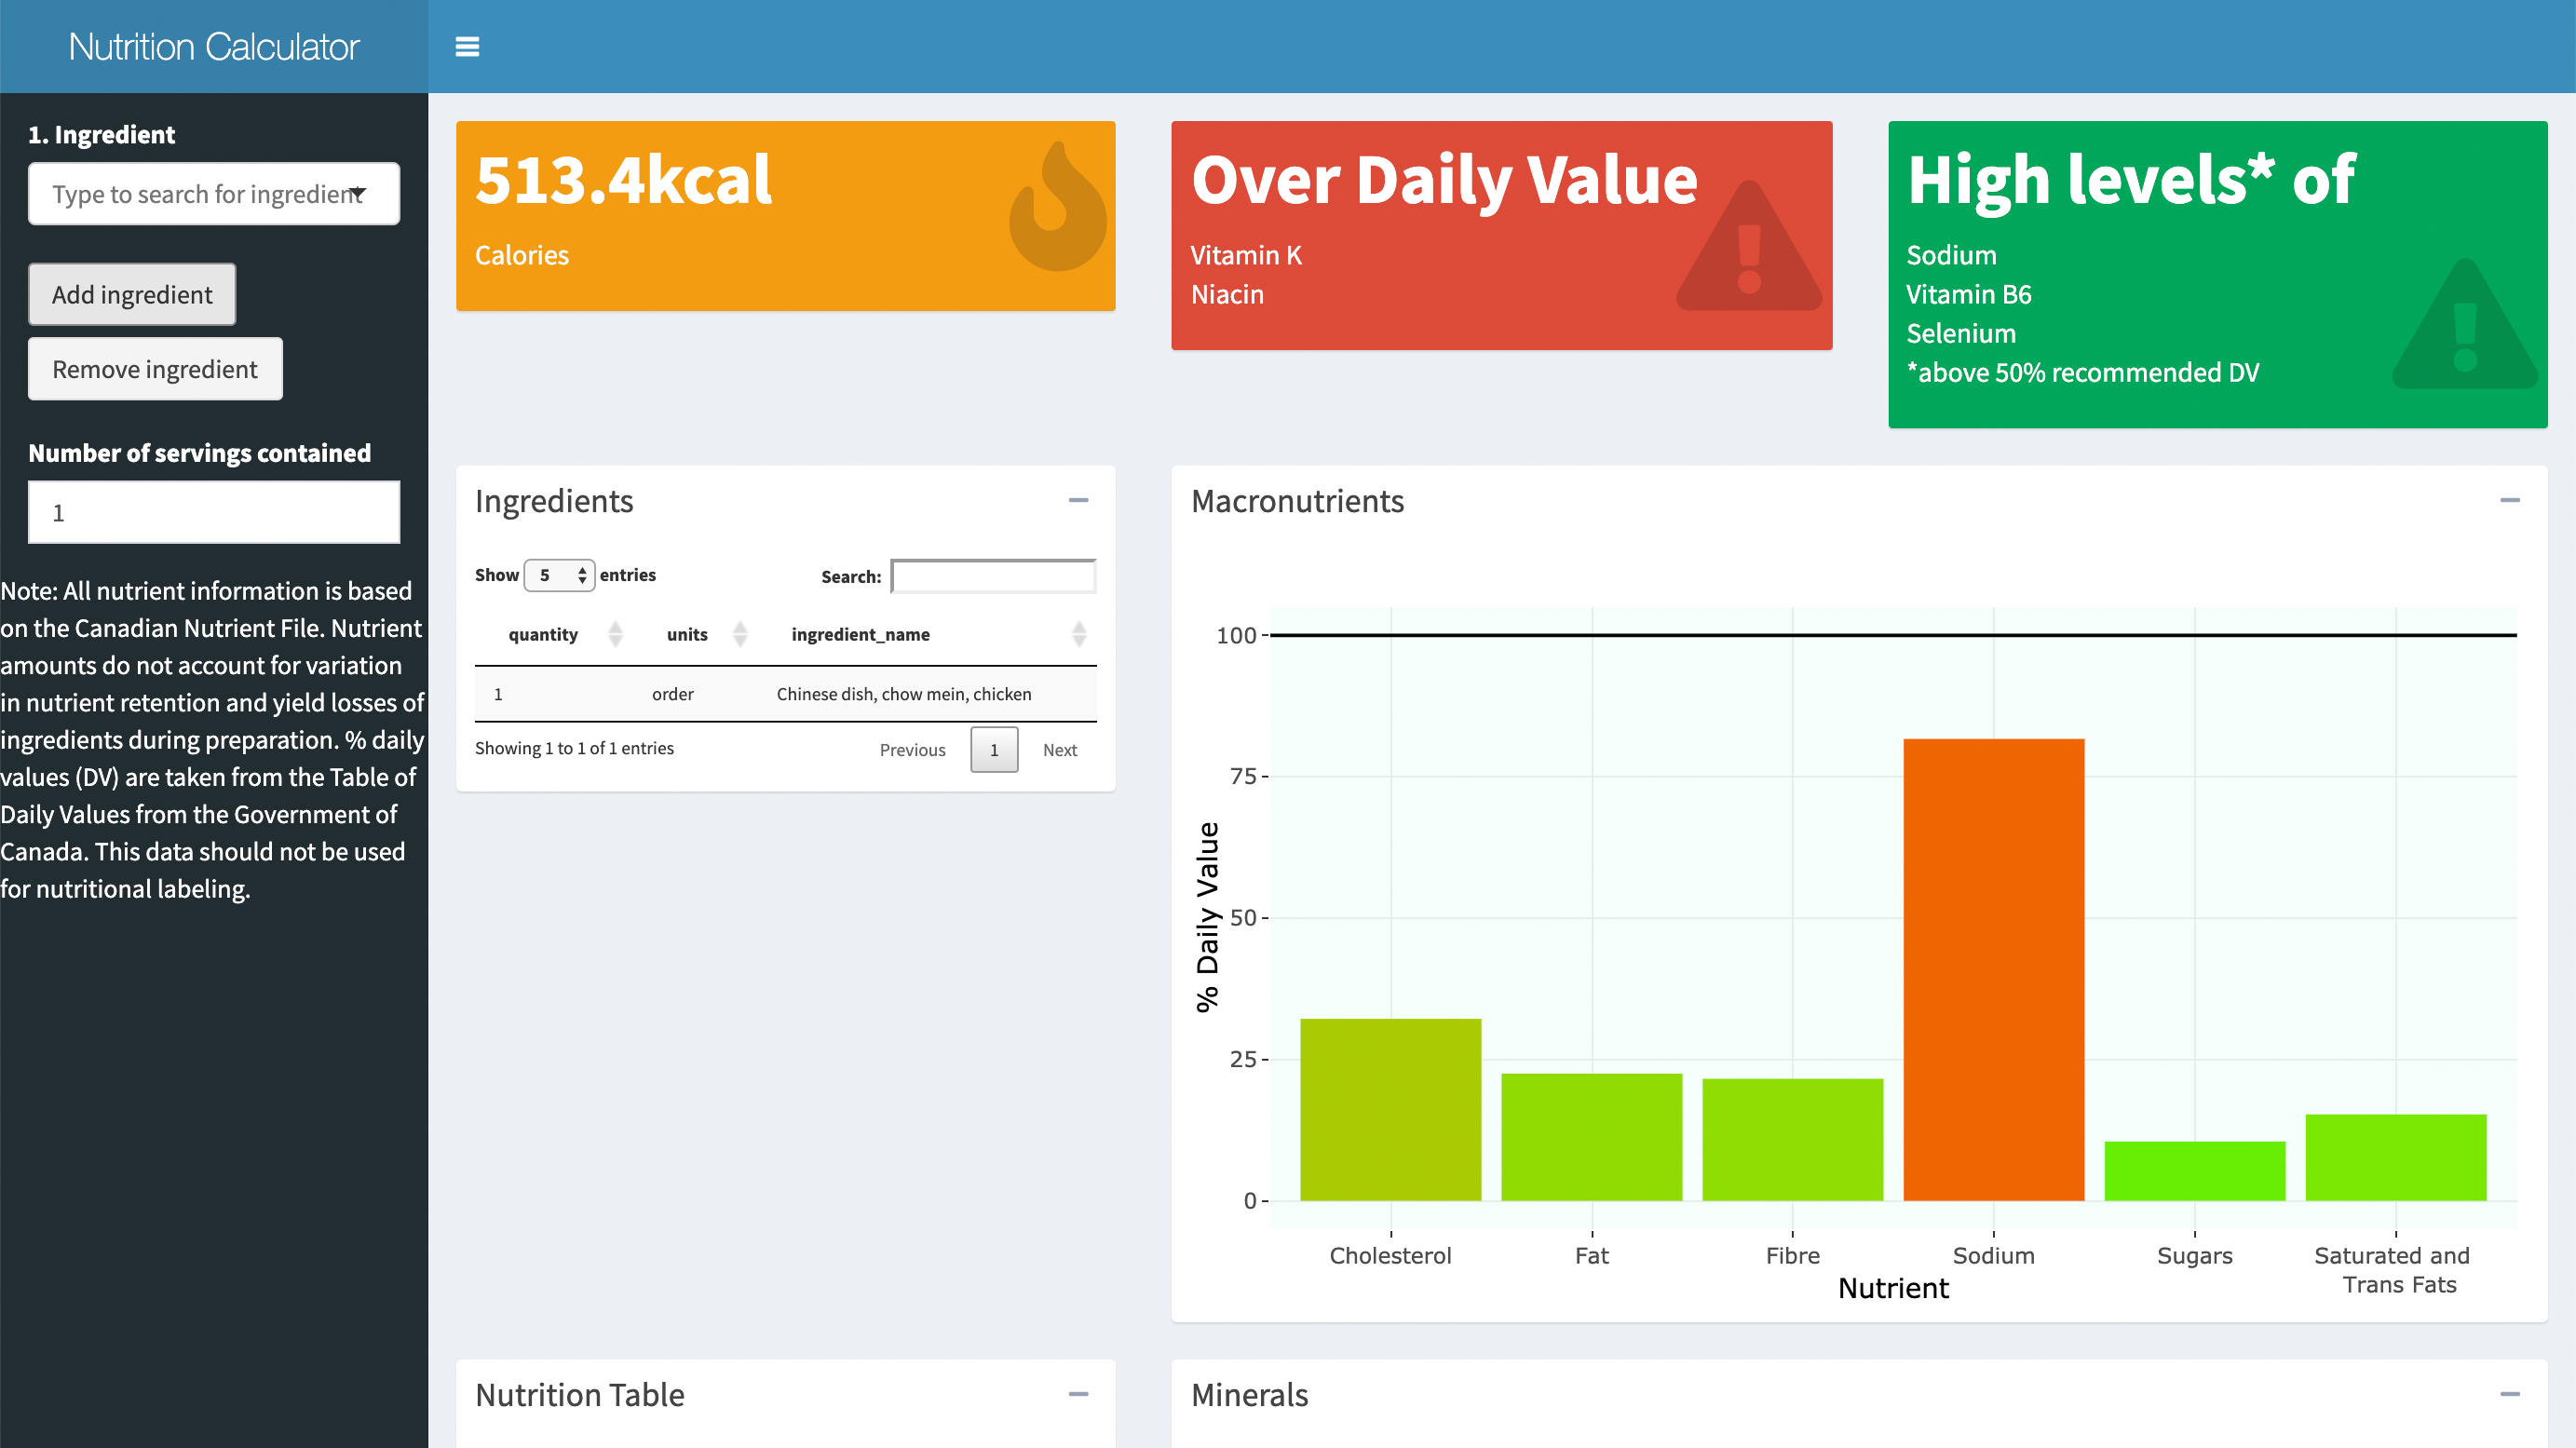 Nutrition Calculator
1. Ingredient
Type to search for ingredient
Add ingredient
Remove ingredient
Number of servings contained
1
Note: All nutrient information is based
on the Canadian Nutrient File. Nutrient
amounts do not account for variation
in nutrient retention and yield losses of
ingredients during preparation. % daily
values (DV) are taken from the Table of
Daily Values from the Government of
Canada. This data should not be used
for nutritional labeling.
513.4kcal
Calories
Over Daily Value
Vitamin K
Niacin
High levels* of
Sodium
Vitamin B6
Selenium
*above 50% recommended DV
Ingredients
Show 5 entries
Search:
quantity units ingredient_name
1 order Chinese dish, chow mein, chicken
Showing 1 to 1 of 1 entries
Previous 1 Next
Macronutrients
100
75
50
25
0
% Daily Value
Cholesterol Fat Fibre Sodium Sugars Saturated and
Trans Fats
Nutrient
Nutrition Table
Minerals